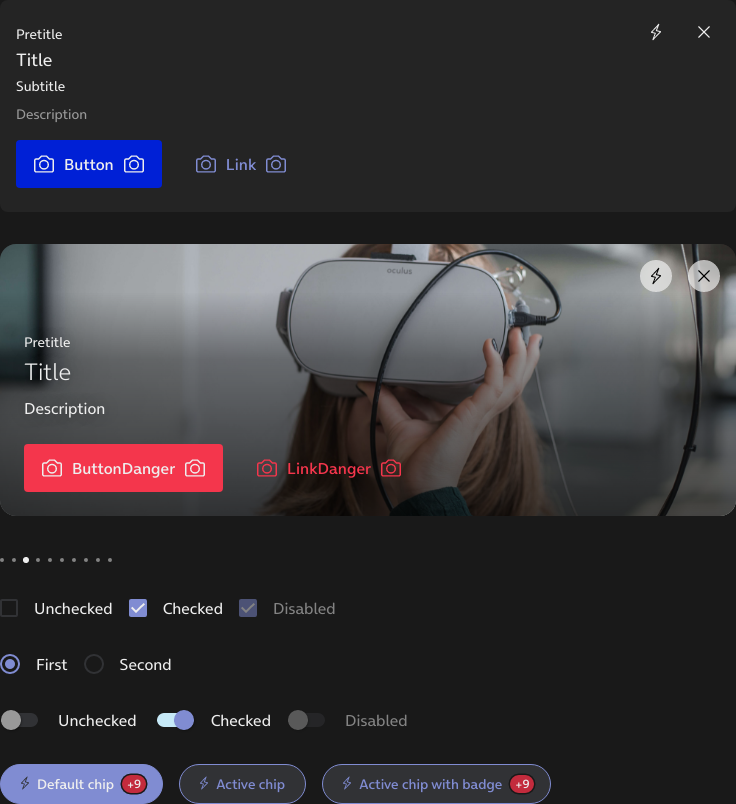 Pretitle
Title
Subtitle
Description
Button
Link
oculus
Pretitle
Title
Description
ButtonDanger
LinkDanger
Unchecked
Checked
Disabled
First
Second
Unchecked
Checked
Disabled
Default chip +9
Active chip
Active chip with badge +9